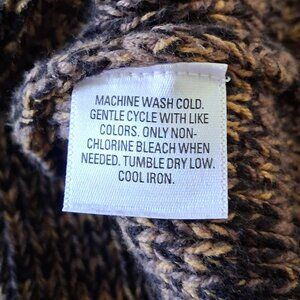 MACHINE WASH COLD.
GENTLE CYCLE WITH LIKE
COLORS. ONLY NON-
CHLORINE BLEACH WHEN
NEEDED. TUMBLE DRY LOW.
COOL IRON.